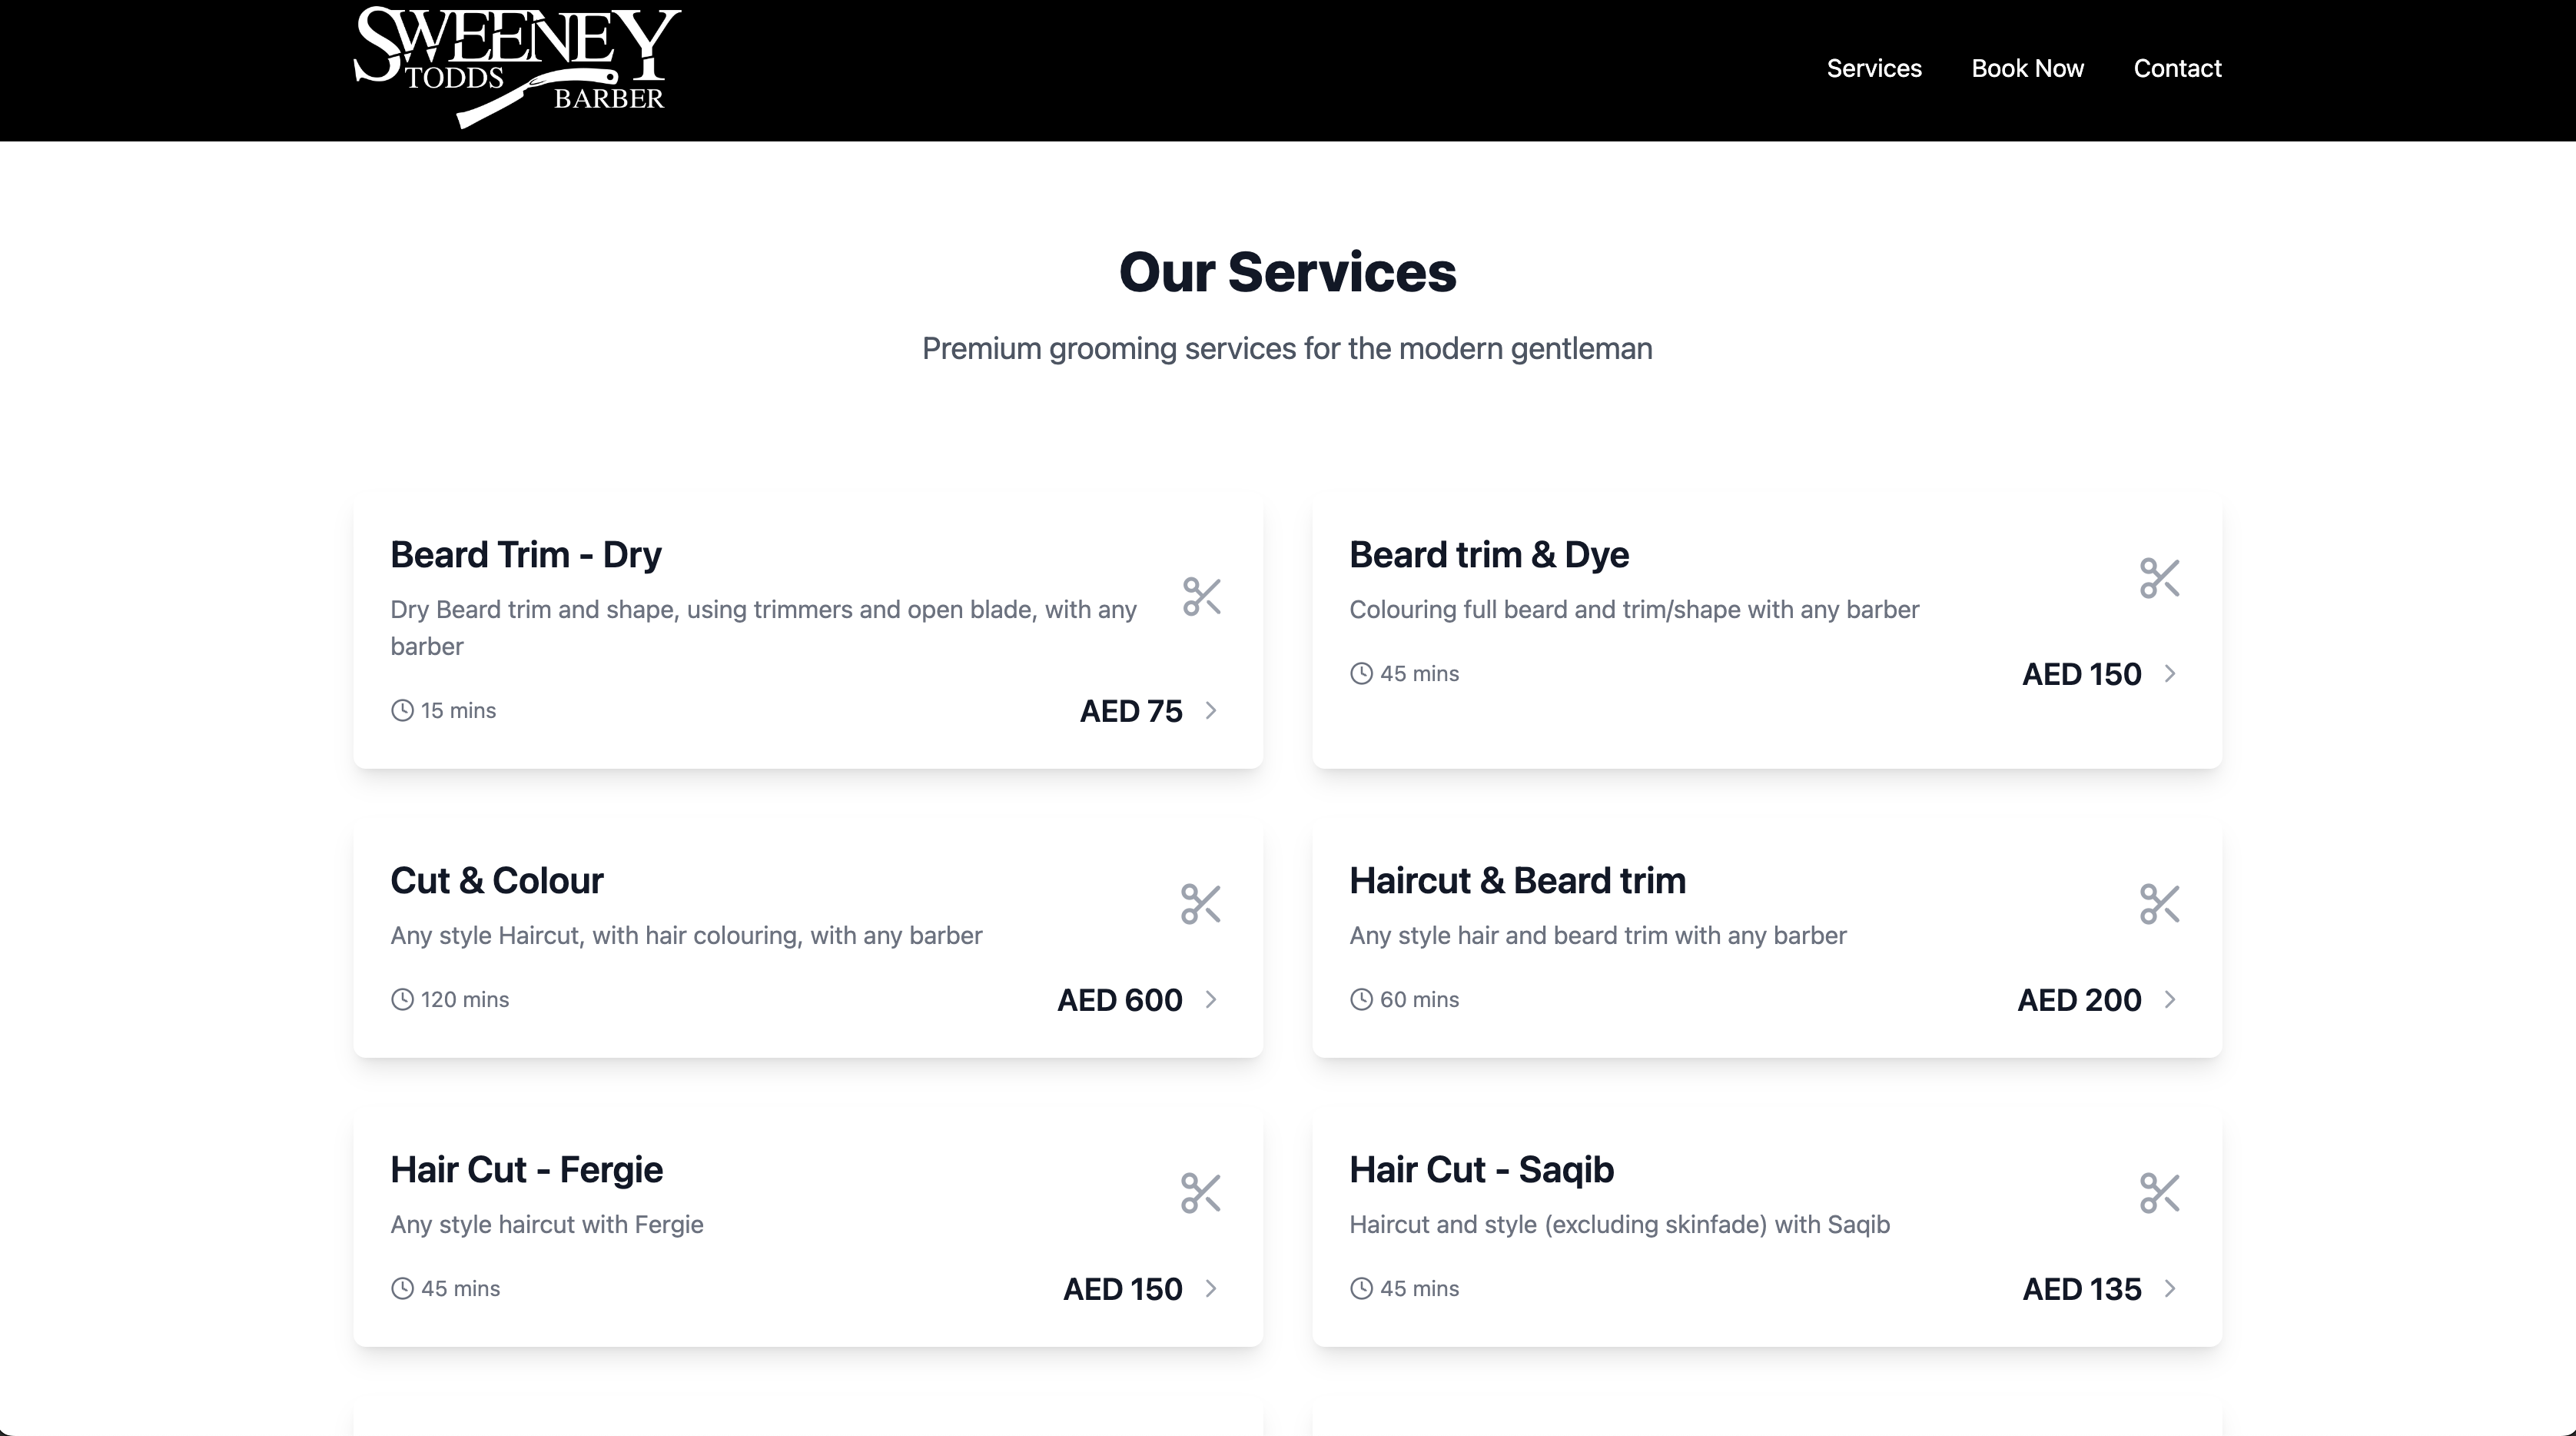 SWEENEY
TODDS
BARBER
Services
Book Now
Contact
Our Services
Premium grooming services for the modern gentleman
Beard Trim - Dry
Dry Beard trim and shape, using trimmers and open blade, with any
barber
15 mins
AED 75
Beard trim & Dye
Colouring full beard and trim/shape with any barber
45 mins
AED 150
Cut & Colour
Any style Haircut, with hair colouring, with any barber
120 mins
AED 600
Haircut & Beard trim
Any style hair and beard trim with any barber
60 mins
AED 200
Hair Cut - Fergie
Any style haircut with Fergie
45 mins
AED 150
Hair Cut - Saqib
Haircut and style (excluding skinfade) with Saqib
45 mins
AED 135